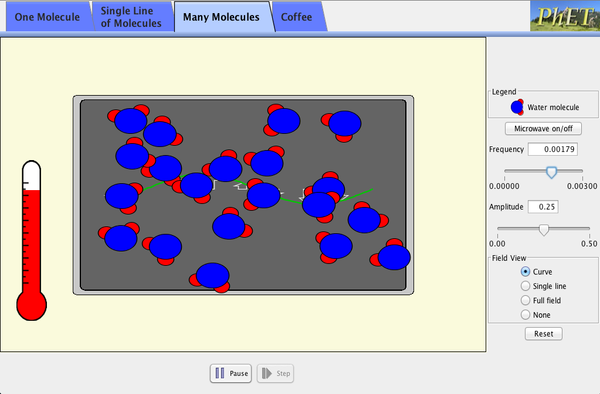 One Molecule
Single Line
of Molecules
Many Molecules
Coffee
PhET
Legend
Water molecule
Microwave on/off
Frequency
0.00179
0.00000
0.00300
Amplitude
0.25
0.00
0.50
Field View
Curve
Single line
Full field
None
Reset
Pause
Step